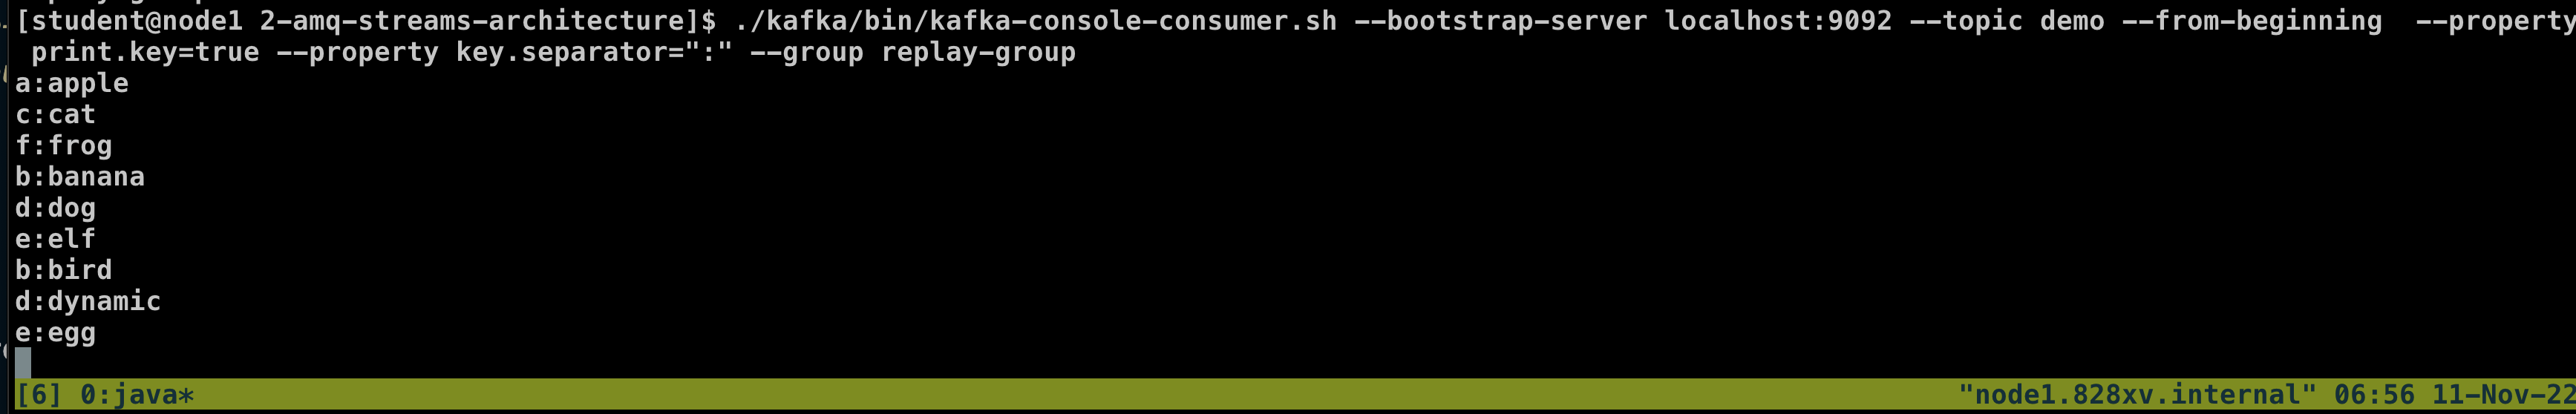 [student@node1 2-amq-streams-architecture]$ ./kafka/bin/kafka-console-consumer.sh --bootstrap-server localhost:9092 --topic demo --from-beginning  --property
 print.key=true --property key.separator=":" --group replay-group
a:apple
c:cat
f:frog
b:banana
d:dog
e:elf
b:bird
d:dynamic
e:egg
[6] 0:java* "node1.828xv.internal" 06:56 11-Nov-22